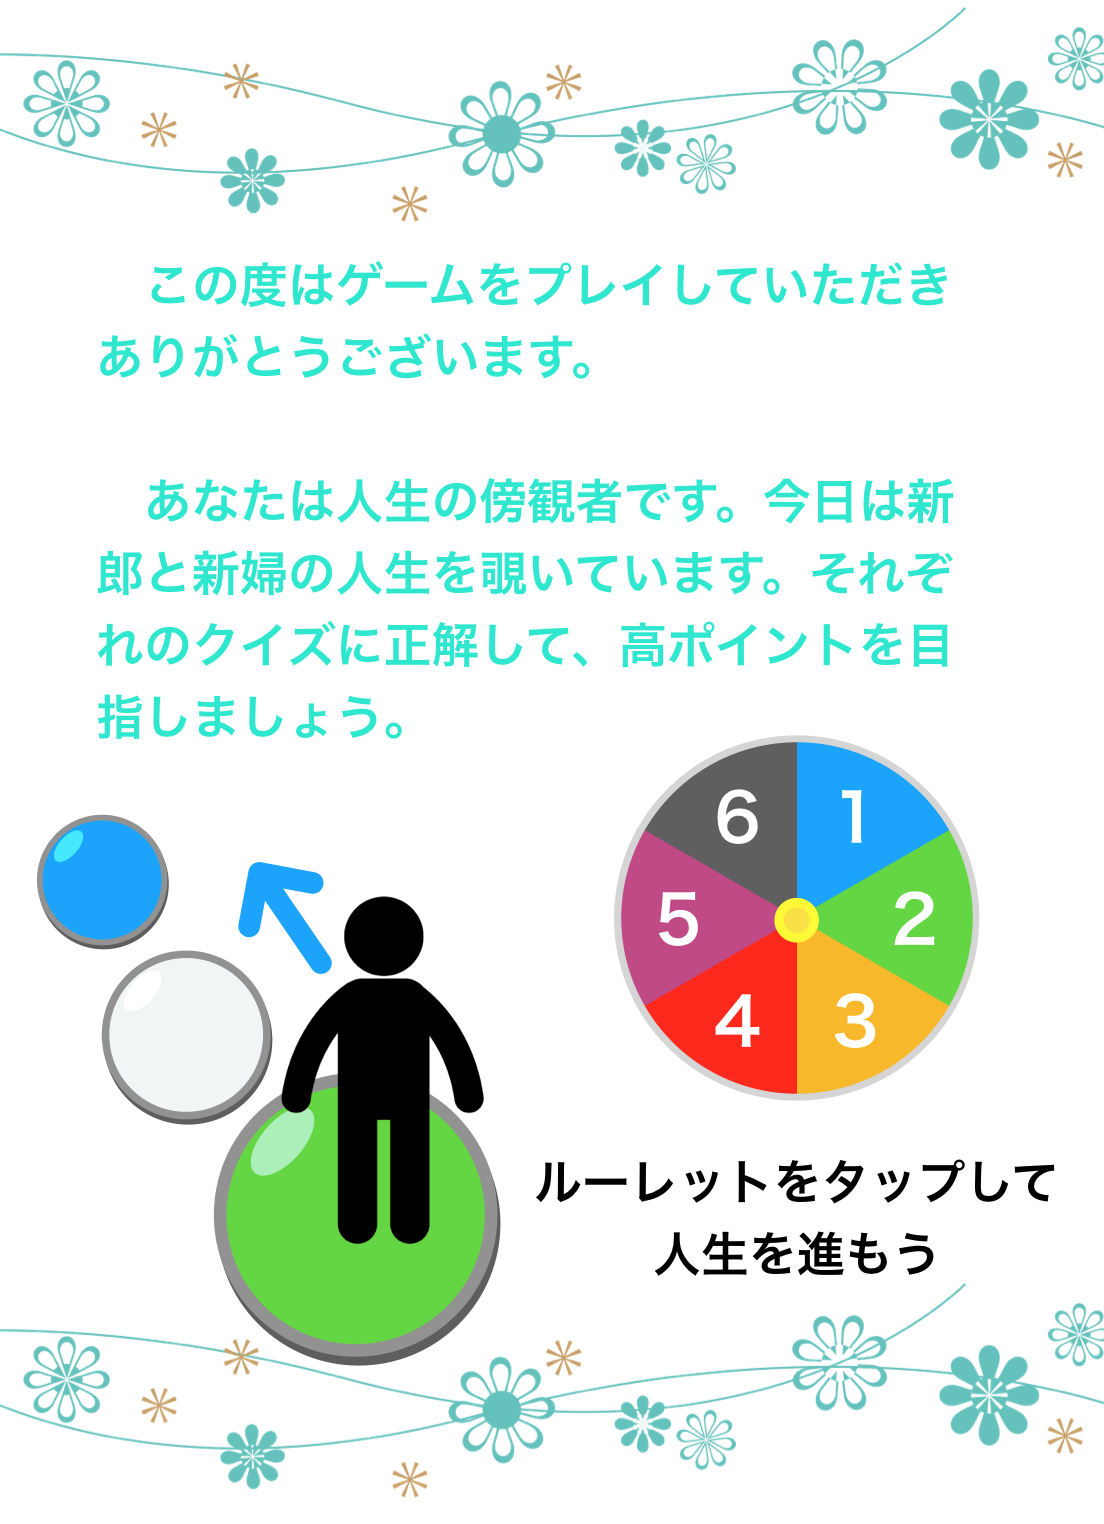 この度はゲームをプレイしていただき
ありがとうございます。
あなたは人生の傍観者です。今日は新
郎と新婦の人生を覗いています。それぞ
れのクイズに正解して、高ポイントを目
指しましょう。
6 1
5 2
4 3
ルーレットをタップして
人生を進もう